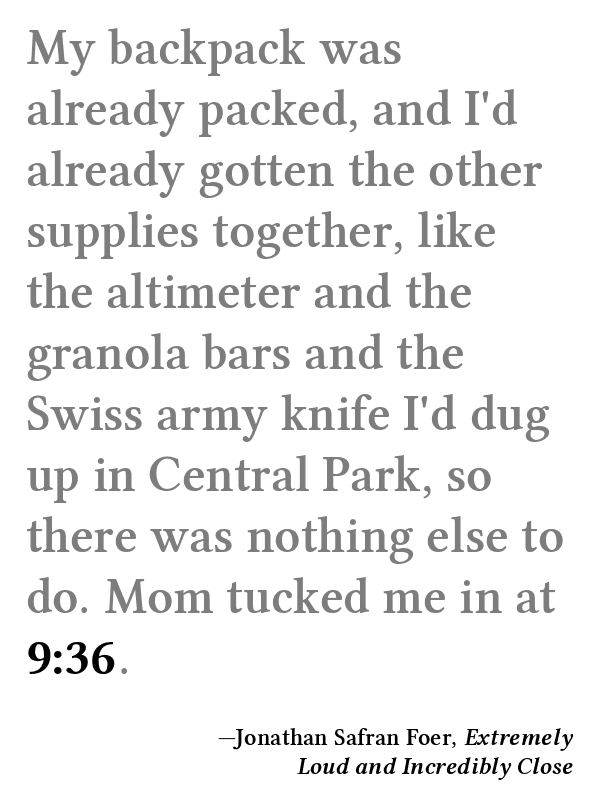 My backpack was
already packed, and I'd
already gotten the other
supplies together, like
the altimeter and the
granola bars and the
Swiss army knife I'd dug
up in Central Park, so
there was nothing else to
do. Mom tucked me in at
9:36.
—Jonathan Safran Foer, Extremely
Loud and Incredibly Close